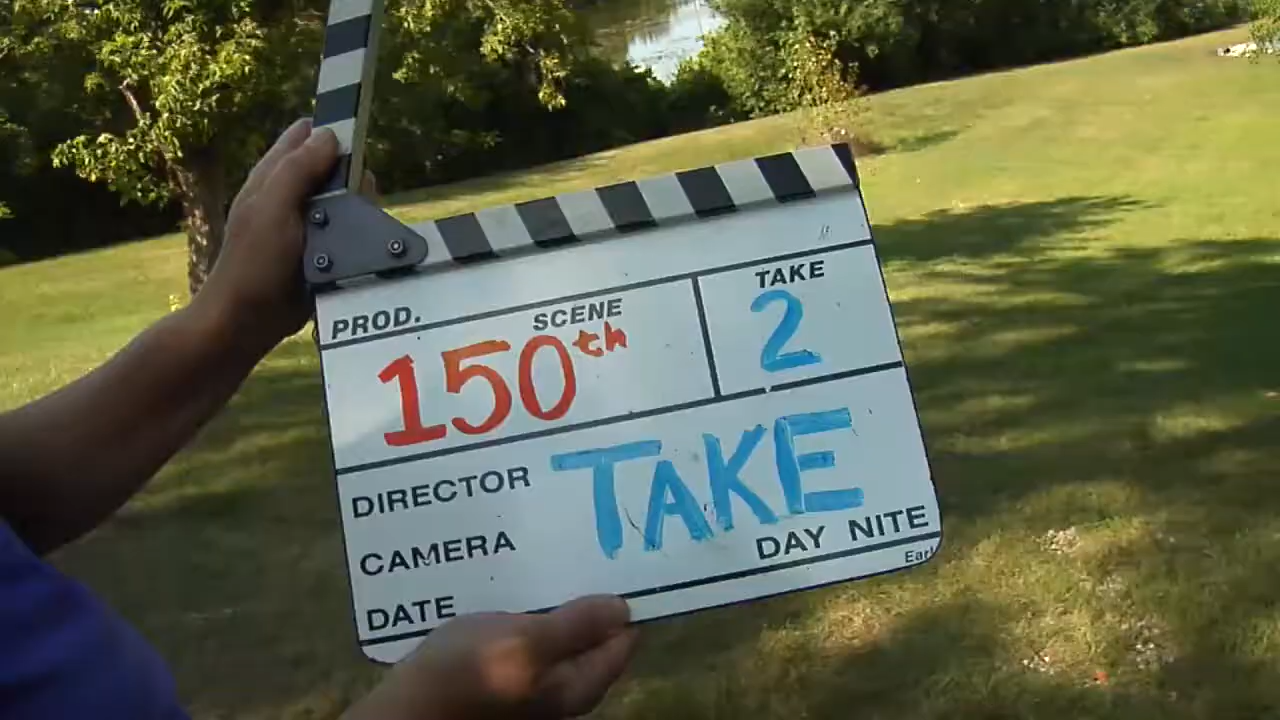 PROD. SCENE TAKE
150th 2
DIRECTOR TAKE
CAMERA
DAY NITE
DATE